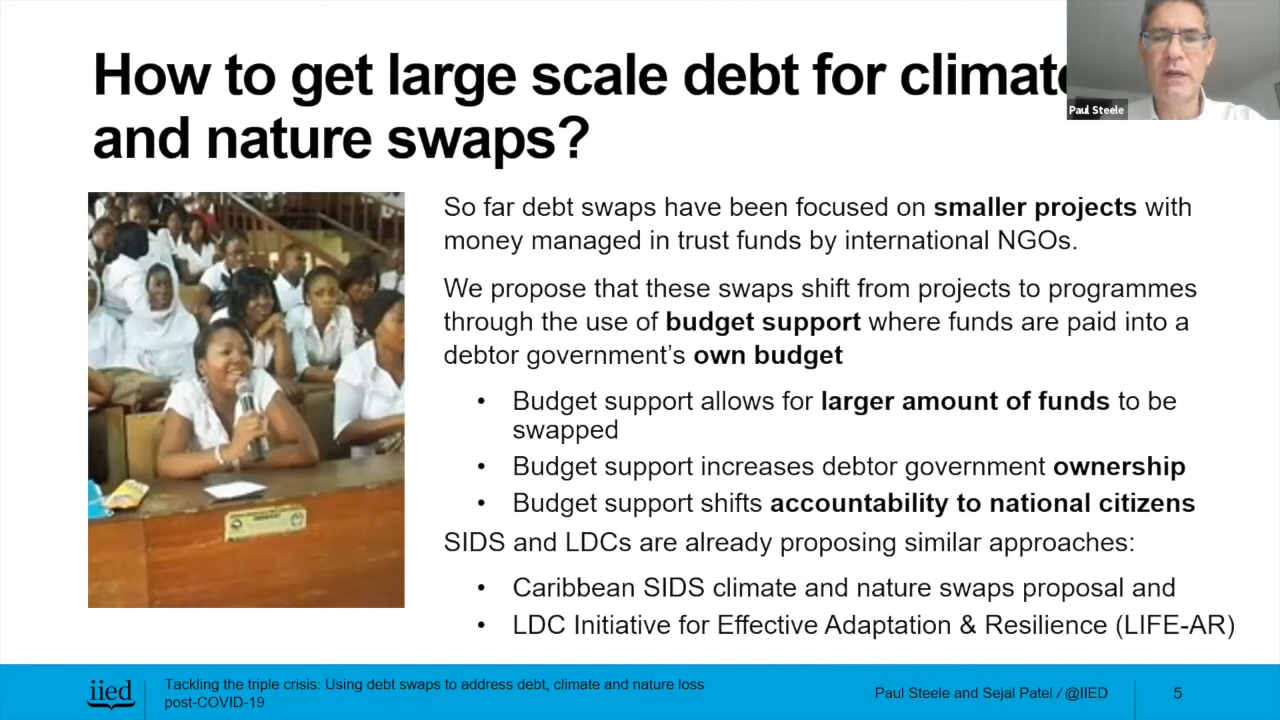 How to get large scale debt for climate
and nature swaps?
Paul Steele
So far debt swaps have been focused on smaller projects with
money managed in trust funds by international NGOs.
We propose that these swaps shift from projects to programmes
through the use of budget support where funds are paid into a
debtor government's own budget
• Budget support allows for larger amount of funds to be
swapped
• Budget support increases debtor government ownership
• Budget support shifts accountability to national citizens
SIDS and LDCs are already proposing similar approaches:
• Caribbean SIDS climate and nature swaps proposal and
• LDC Initiative for Effective Adaptation & Resilience (LIFE-AR)
iied
Tackling the triple crisis: Using debt swaps to address debt, climate and nature loss
post-COVID-19
Paul Steele and Sejal Patel / @IIED
5